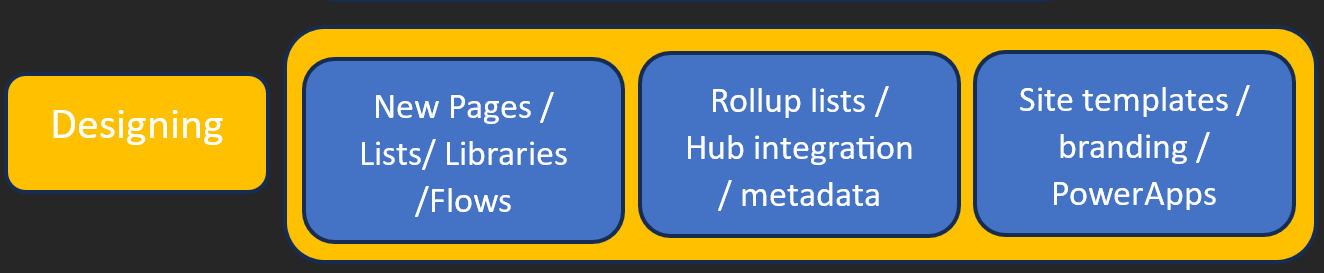 Designing
New Pages /
Lists/ Libraries
/Flows
Rollup lists /
Hub integration
/ metadata
Site templates /
branding /
PowerApps